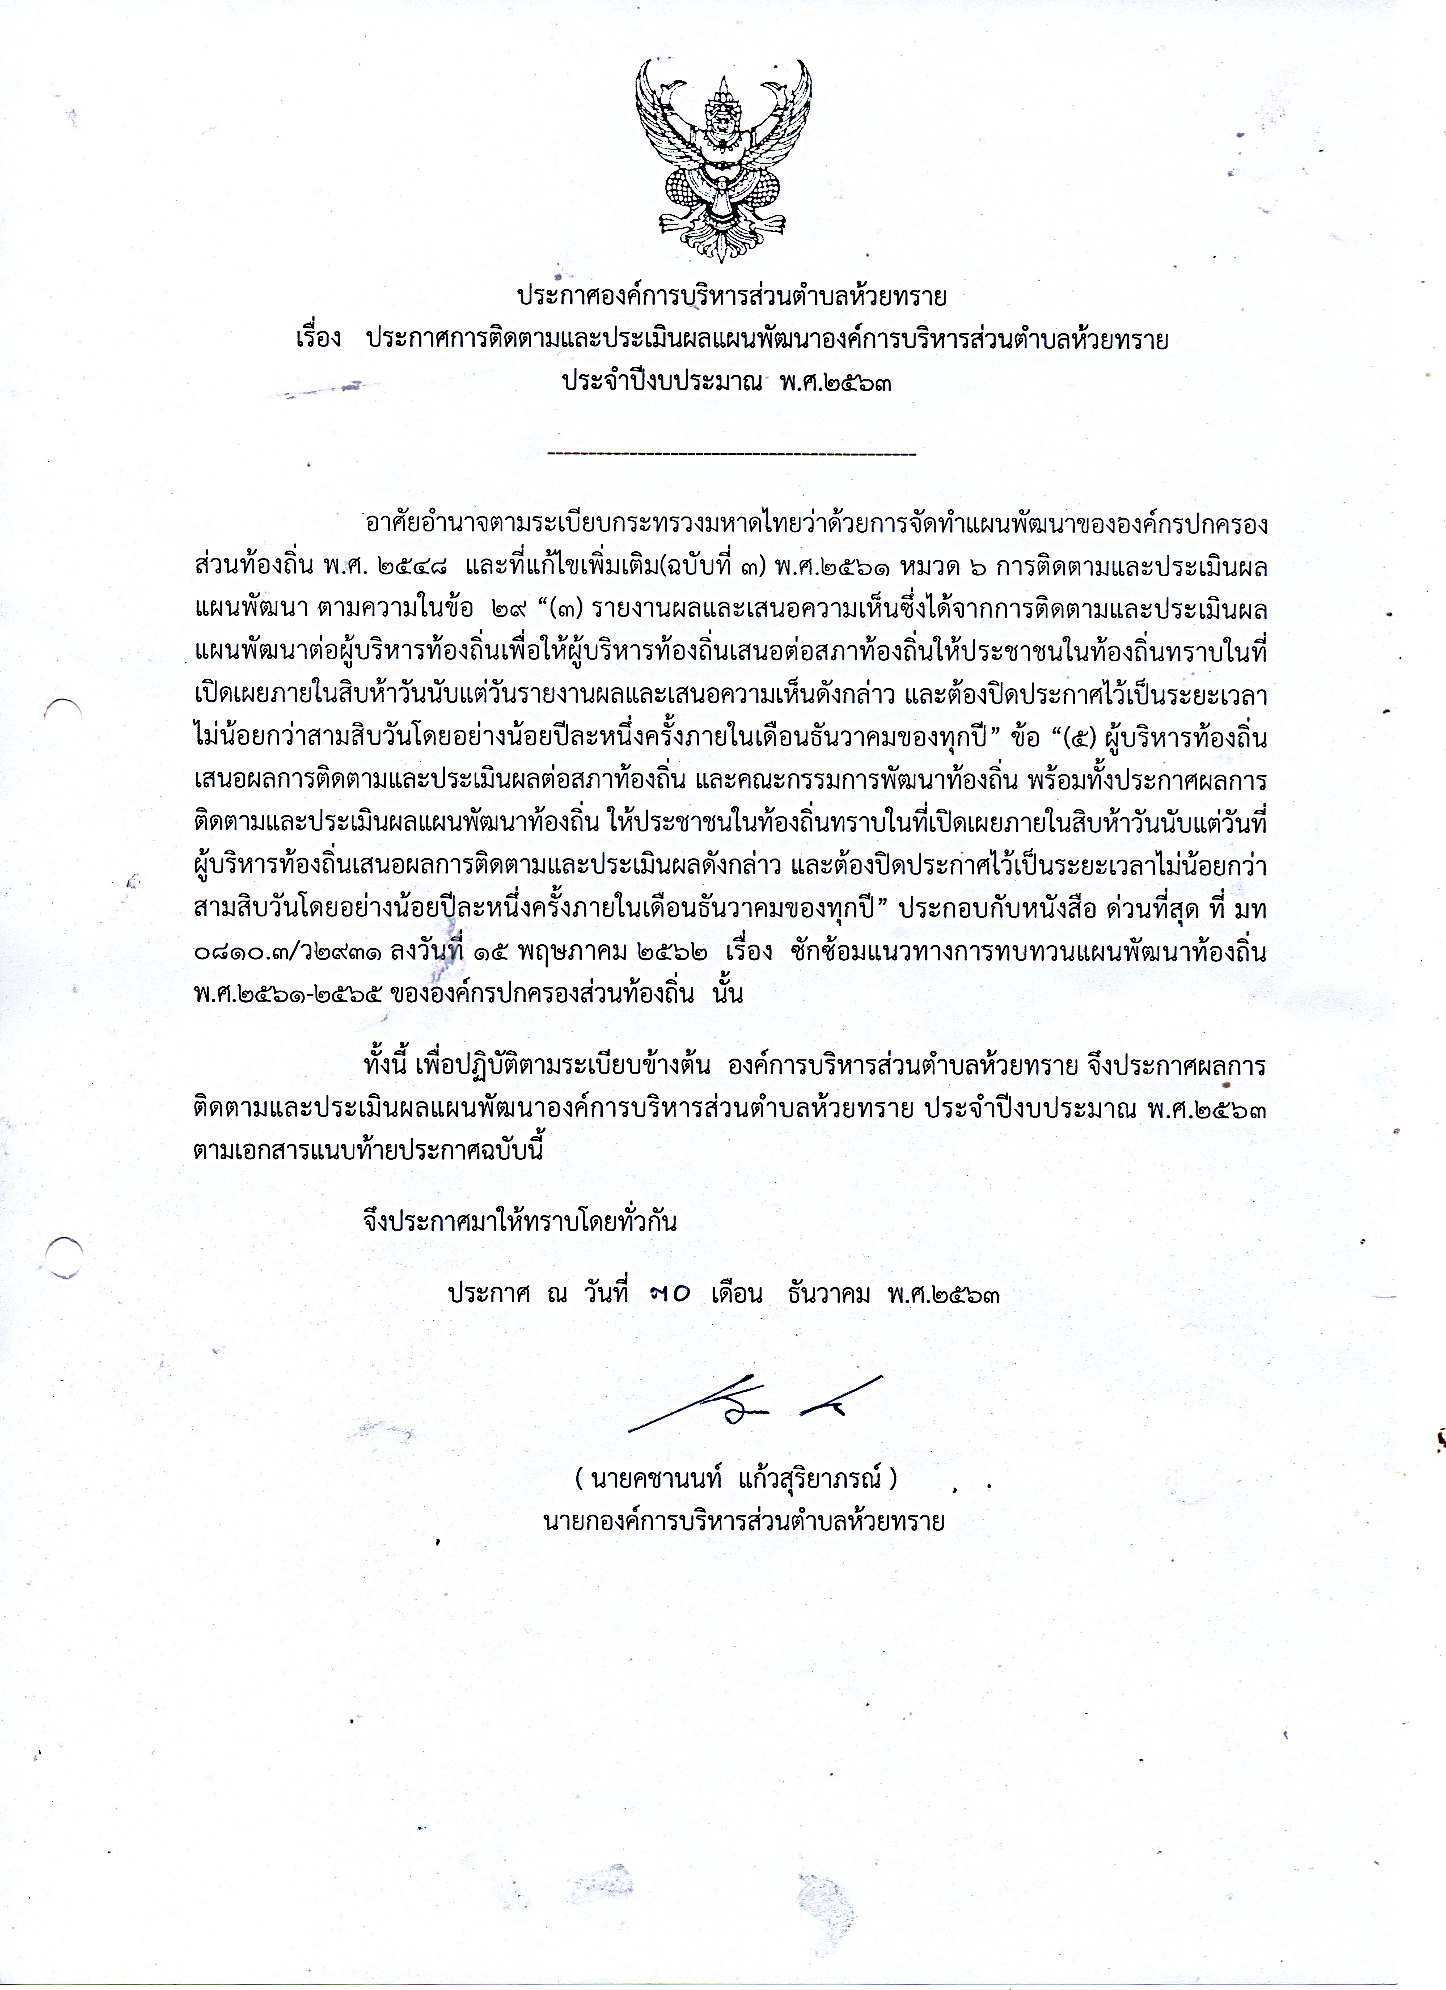 ประกาศองค์การบริหารส่วนตำบลห้วยทราย
เรื่อง ประกาศการติดตามและประเมินผลแผนพัฒนาองค์การบริหารส่วนตำบลห้วยทราย
ประจำปีงบประมาณ พ.ศ.๒๕๖๓
----------------------------------------------
อาศัยอำนาจตามระเบียบกระทรวงมหาดไทยว่าด้วยการจัดทำแผนพัฒนาขององค์กรปกครอง
ส่วนท้องถิ่น พ.ศ. ๒๕๔๘ และที่แก้ไขเพิ่มเติม(ฉบับที่ ๓) พ.ศ.๒๕๖๑ หมวด ๖ การติดตามและประเมินผล
แผนพัฒนา ตามความในข้อ ๒๙ “(๓) รายงานผลและเสนอความเห็นซึ่งได้จากการติดตามและประเมินผล
แผนพัฒนาต่อผู้บริหารท้องถิ่นเพื่อให้ผู้บริหารท้องถิ่นเสนอต่อสภาท้องถิ่นให้ประชาชนในท้องถิ่นทราบในที่
เปิดเผยภายในสิบห้าวันนับแต่วันรายงานผลและเสนอความเห็นดังกล่าว และต้องปิดประกาศไว้เป็นระยะเวลา
ไม่น้อยกว่าสามสิบวันโดยอย่างน้อยปีละหนึ่งครั้งภายในเดือนธันวาคมของทุกปี” ข้อ “(๕) ผู้บริหารท้องถิ่น
เสนอผลการติดตามและประเมินผลต่อสภาท้องถิ่น และคณะกรรมการพัฒนาท้องถิ่น พร้อมทั้งประกาศผลการ
ติดตามและประเมินผลแผนพัฒนาท้องถิ่น ให้ประชาชนในท้องถิ่นทราบในที่เปิดเผยภายในสิบห้าวันนับแต่วันที่
ผู้บริหารท้องถิ่นเสนอผลการติดตามและประเมินผลดังกล่าว และต้องปิดประกาศไว้เป็นระยะเวลาไม่น้อยกว่า
สามสิบวันโดยอย่างน้อยปีละหนึ่งครั้งภายในเดือนธันวาคมของทุกปี” ประกอบกับหนังสือ ด่วนที่สุด ที่ มท
๐๘๑๐.๓/ว๒๙๓๑ ลงวันที่ ๑๕ พฤษภาคม ๒๕๖๒ เรื่อง ซักซ้อมแนวทางการทบทวนแผนพัฒนาท้องถิ่น
พ.ศ.๒๕๖๑-๒๕๖๕ ขององค์กรปกครองส่วนท้องถิ่น นั้น
ทั้งนี้ เพื่อปฏิบัติตามระเบียบข้างต้น องค์การบริหารส่วนตำบลห้วยทราย จึงประกาศผลการ
ติดตามและประเมินผลแผนพัฒนาองค์การบริหารส่วนตำบลห้วยทราย ประจำปีงบประมาณ พ.ศ.๒๕๖๓
ตามเอกสารแนบท้ายประกาศฉบับนี้
จึงประกาศมาให้ทราบโดยทั่วกัน
ประกาศ ณ วันที่ ๓๐ เดือน ธันวาคม พ.ศ.๒๕๖๓
( นายคชานนท์ แก้วสุริยาภรณ์ )
นายกองค์การบริหารส่วนตำบลห้วยทราย